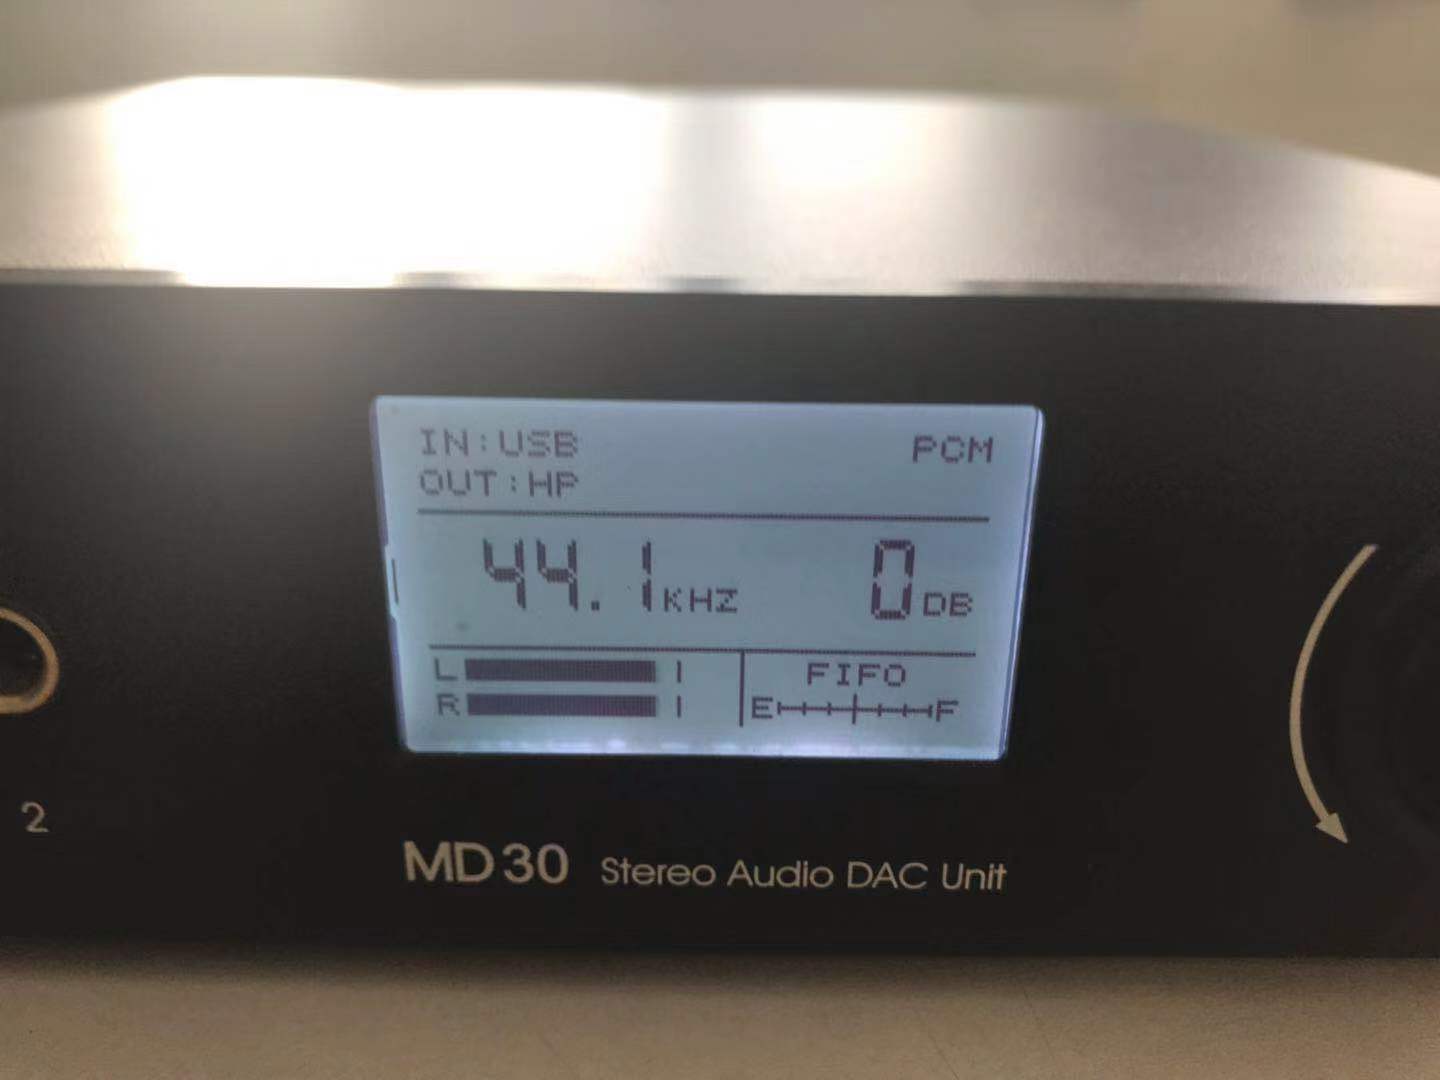 IN:USB PCM
OUT:HP
44.1KHZ 0DB
L
R
FIFO
E F
2
MD30 Stereo Audio DAC Unit